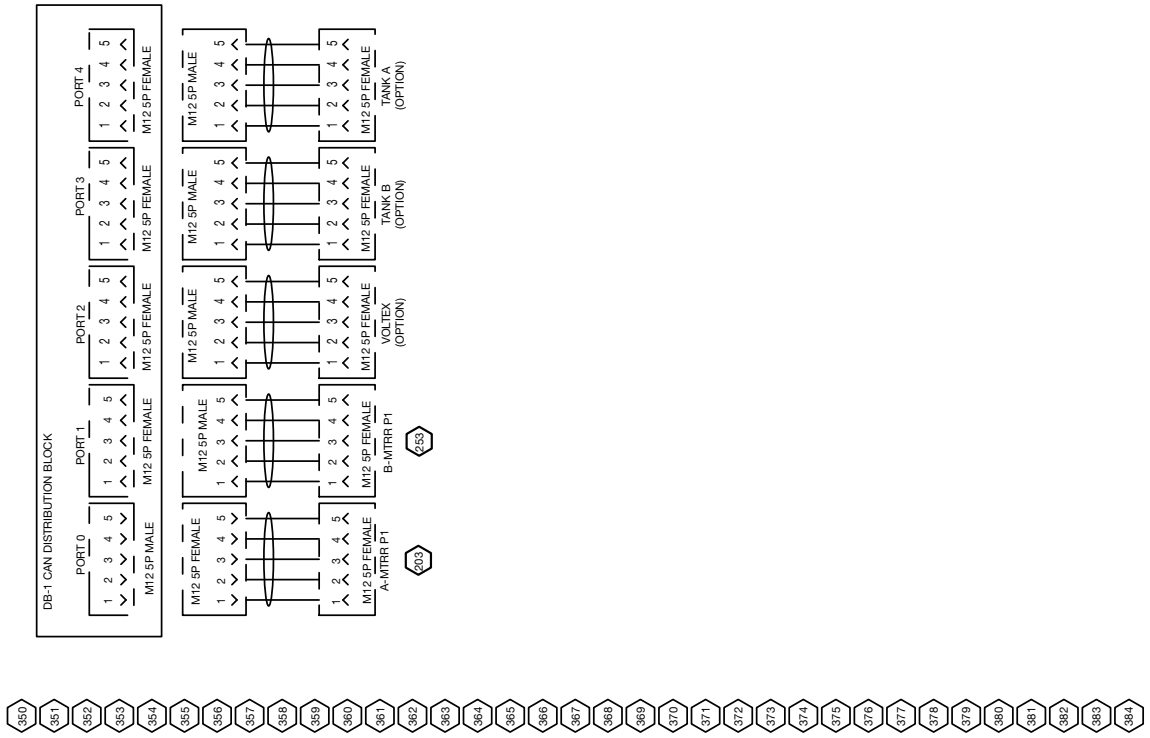 DB-1 CAN DISTRIBUTION BLOCK
PORT 0
1 2 3 4 5
M12 5P MALE
M12 5P FEMALE
1 2 3 4 5
1 2 3 4 5
M12 5P FEMALE
A-MTRR P1
203
PORT 1
1 2 3 4 5
M12 5P FEMALE
M12 5P MALE
1 2 3 4 5
1 2 3 4 5
M12 5P FEMALE
B-MTRR P1
253
PORT 2
1 2 3 4 5
M12 5P FEMALE
M12 5P MALE
1 2 3 4 5
1 2 3 4 5
M12 5P FEMALE
VOLTEX
(OPTION)
PORT 3
1 2 3 4 5
M12 5P FEMALE
M12 5P MALE
1 2 3 4 5
1 2 3 4 5
M12 5P FEMALE
TANK B
(OPTION)
PORT 4
1 2 3 4 5
M12 5P FEMALE
M12 5P MALE
1 2 3 4 5
1 2 3 4 5
M12 5P FEMALE
TANK A
(OPTION)
350
351
352
353
354
355
356
357
358
359
360
361
362
363
364
365
366
367
368
369
370
371
372
373
374
375
376
377
378
379
380
381
382
383
384